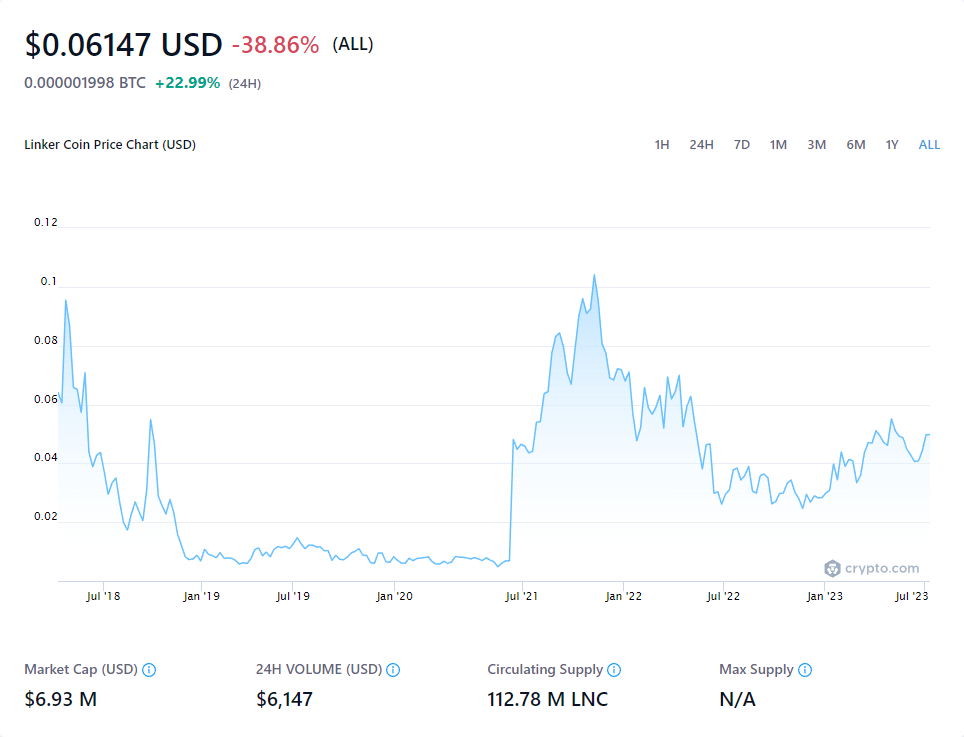 $0.06147 USD -38.86% (ALL)
0.000001998 BTC +22.99% (24H)
Linker Coin Price Chart (USD) 1H 24H 7D 1M 3M 6M 1Y ALL
0.12
0.1
0.08
0.06
0.04
0.02
crypto.com
Jul '18 Jan '19 Jul '19 Jan '20 Jul '21 Jan '22 Jul '22 Jan '23 Jul '23
Market Cap (USD) 24H VOLUME (USD) Circulating Supply Max Supply
$6.93 M $6,147 112.78 M LNC N/A